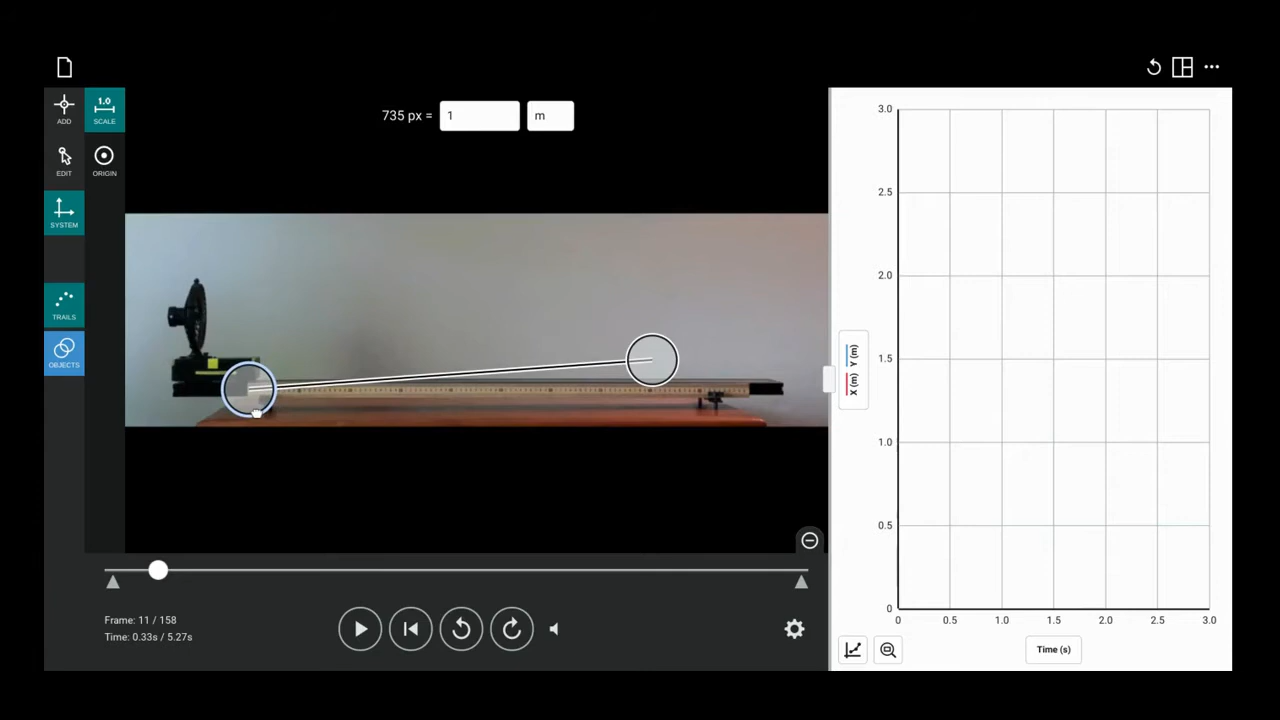 735 px =
1
m
ADD
1.0
SCALE
EDIT
ORIGIN
SYSTEM
TRAILS
OBJECTS
Frame: 11 / 158
Time: 0.33s / 5.27s
3.0
2.5
2.0
1.5
1.0
0.5
0
X (m) Y (m)
0 0.5 1.0 1.5 2.0 2.5 3.0
Time (s)